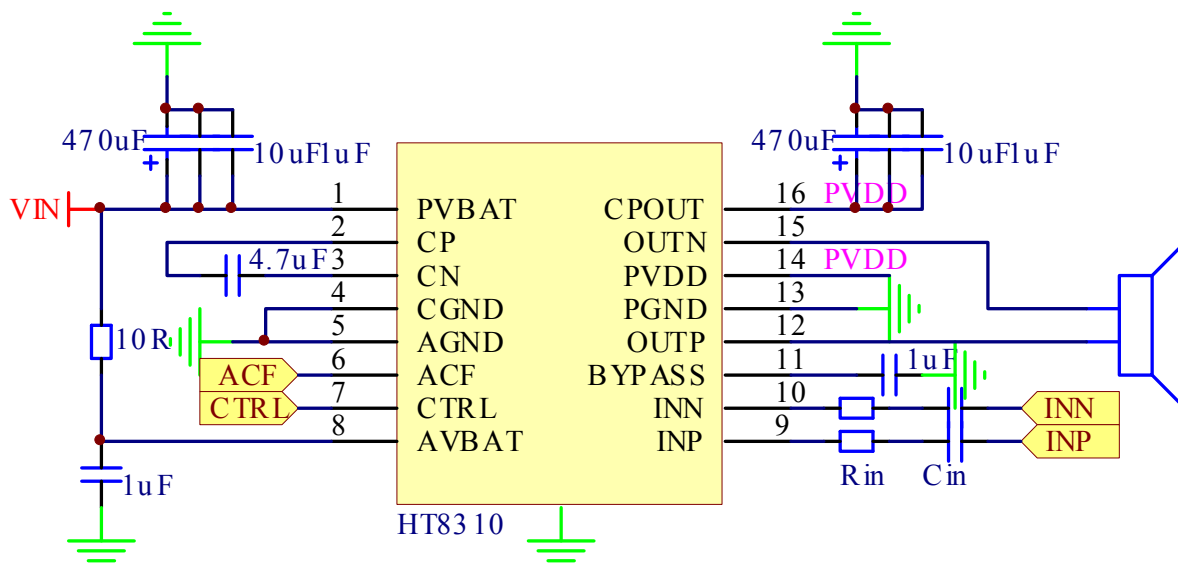 470uF
10uF1uF
470uF
10uF1uF
VIN
1
PVBAT
CPOUT
16
PVDD
2
CP
OUTN
15
4.7uF
3
CN
PVDD
14
PVDD
4
CGND
PGND
13
10R
5
AGND
OUTP
12
ACF
6
ACF
BYPASS
11
1uF
CTRL
7
CTRL
INN
10
INN
8
AVBAT
INP
9
INP
1uF
Rin
Cin
HT8310